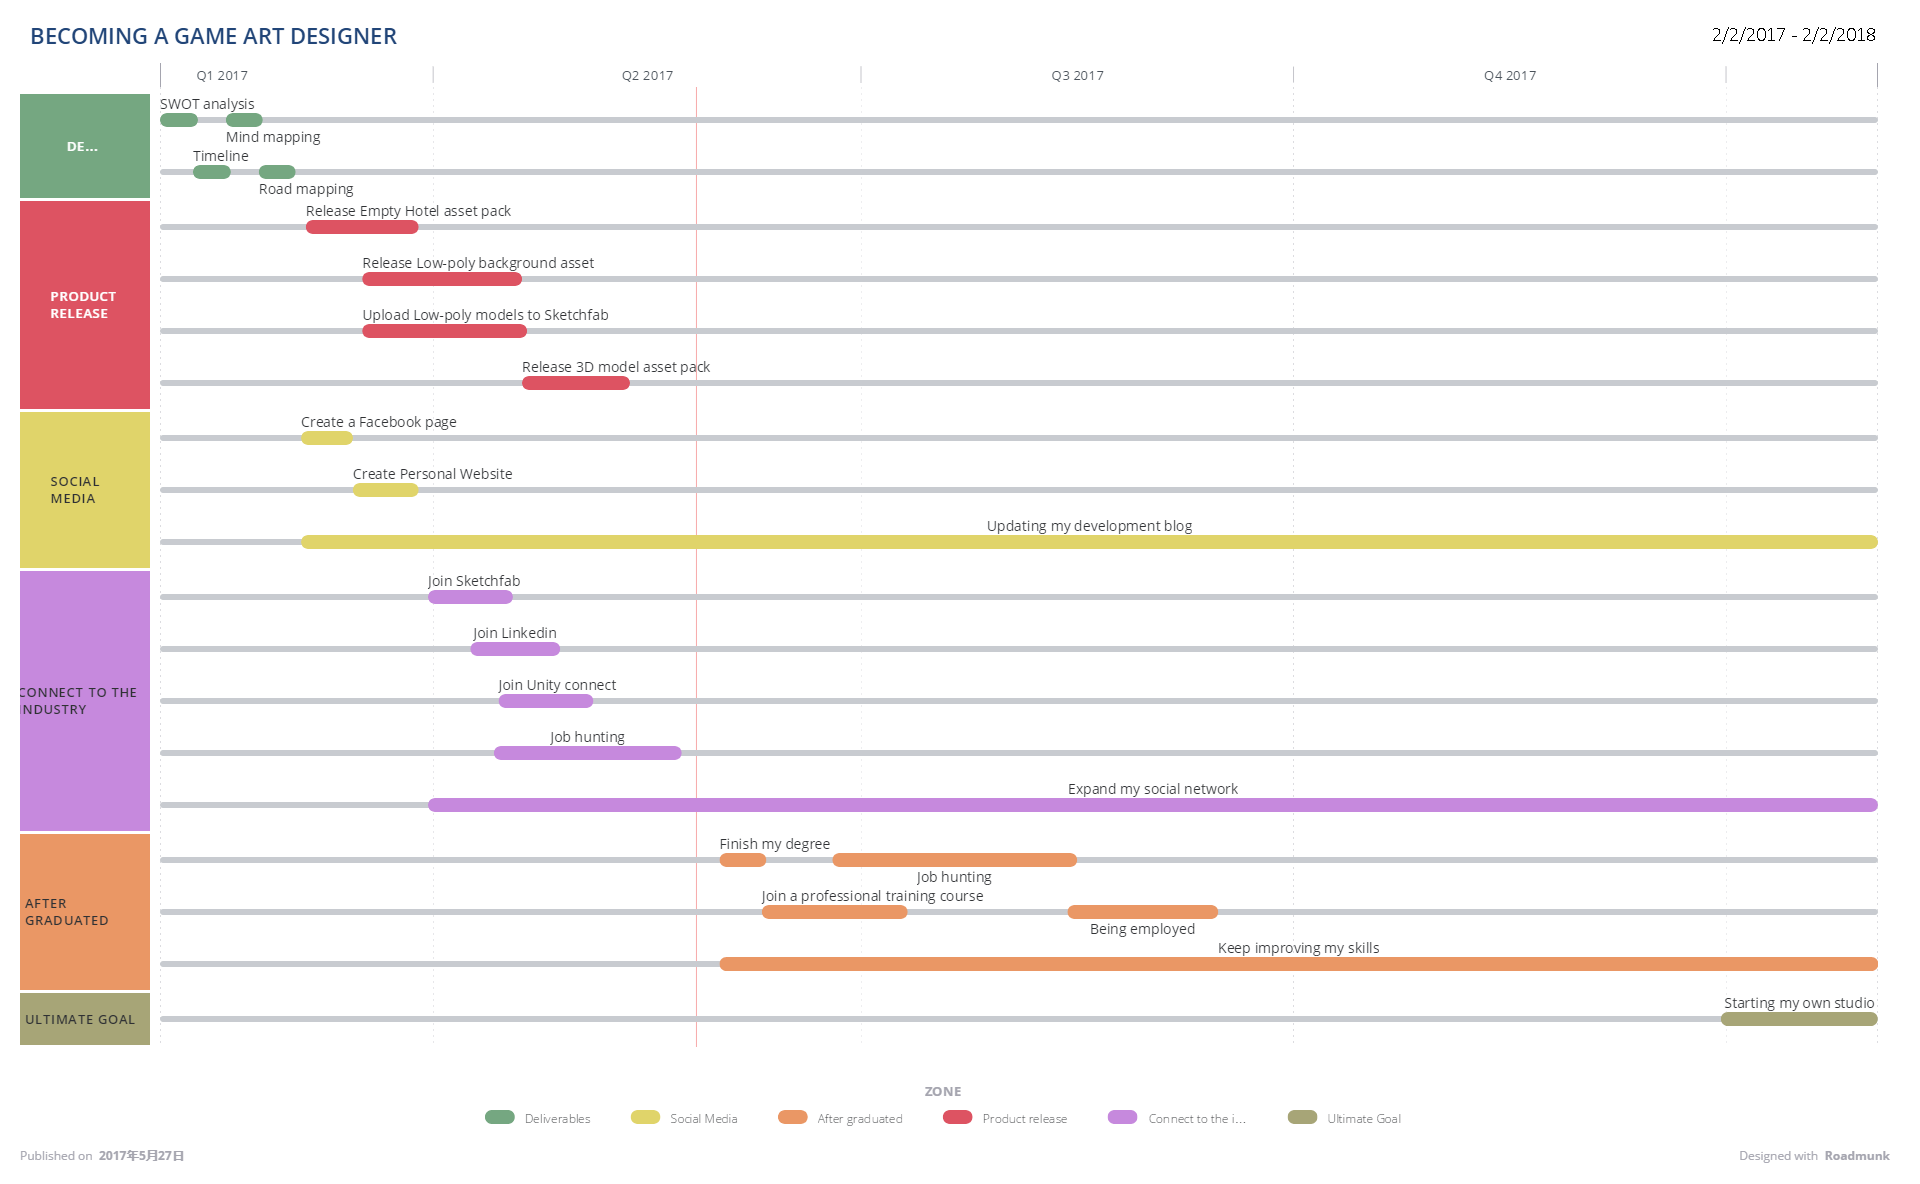 BECOMING A GAME ART DESIGNER
2/2/2017 - 2/2/2018
Q1 2017
Q2 2017
Q3 2017
Q4 2017
DE...
SWOT analysis
Mind mapping
Timeline
Road mapping
PRODUCT
RELEASE
Release Empty Hotel asset pack
Release Low-poly background asset
Upload Low-poly models to Sketchfab
Release 3D model asset pack
SOCIAL
MEDIA
Create a Facebook page
Create Personal Website
Updating my development blog
CONNECT TO THE
INDUSTRY
Join Sketchfab
Join Linkedin
Join Unity connect
Job hunting
Expand my social network
AFTER
GRADUATED
Finish my degree
Job hunting
Join a professional training course
Being employed
Keep improving my skills
ULTIMATE GOAL
Starting my own studio
ZONE
Deliverables
Social Media
After graduated
Product release
Connect to the i...
Ultimate Goal
Published on 2017年5月27日
Designed with Roadmunk